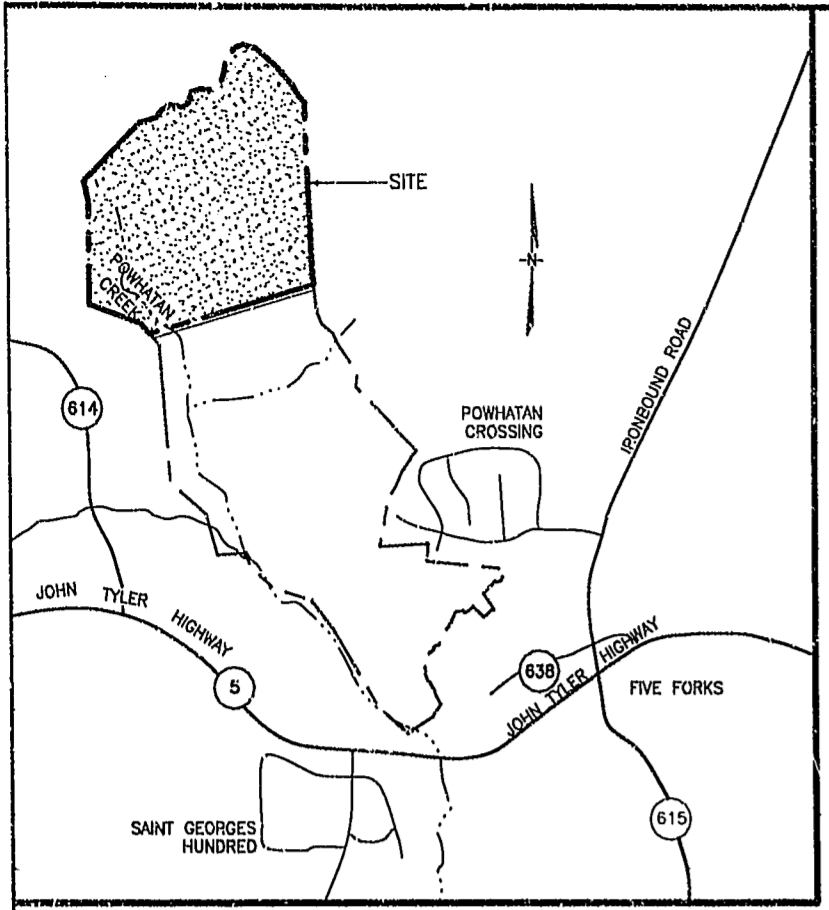 SITE
N
POWHATAN
CREEK
614
POWHATAN
CROSSING
IRONBOUND ROAD
JOHN TYLER HIGHWAY
5
638
JOHN TYLER HIGHWAY
FIVE FORKS
SAINT GEORGES
HUNDRED
615